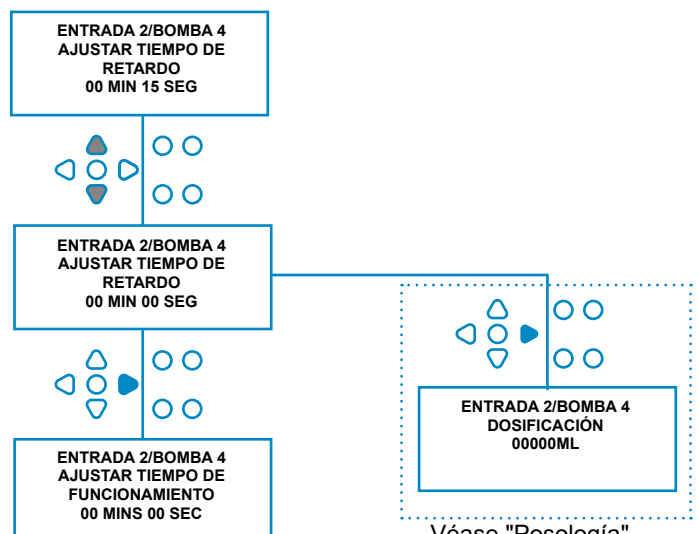 ENTRADA 2/BOMBA 4
AJUSTAR TIEMPO DE
RETARDO
00 MIN 15 SEG
ENTRADA 2/BOMBA 4
AJUSTAR TIEMPO DE
RETARDO
00 MIN 00 SEG
ENTRADA 2/BOMBA 4
DOSIFICACIÓN
00000ML
ENTRADA 2/BOMBA 4
AJUSTAR TIEMPO DE
FUNCIONAMIENTO
00 MINS 00 SEC
Véase "Posología"